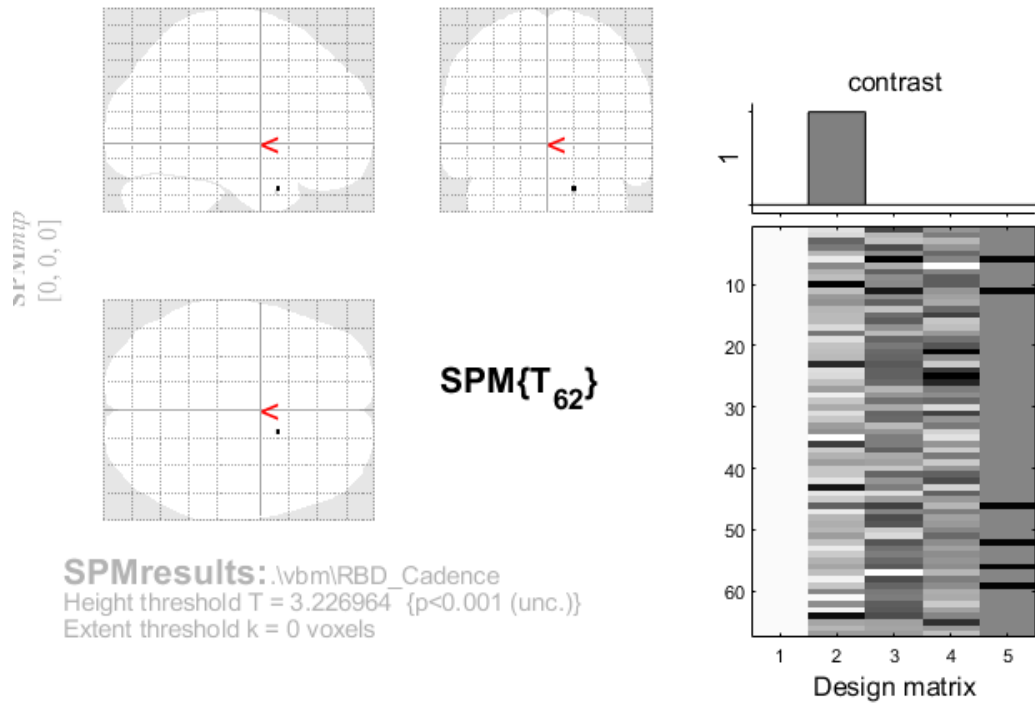 contrast
1
SPMmip
[0, 0, 0]
SPM{T62}
10
20
30
40
50
60
1 2 3 4 5
Design matrix
SPMresults: .\vbm\RBD_Cadence
Height threshold T = 3.226964 {p<0.001 (unc.)}
Extent threshold k = 0 voxels